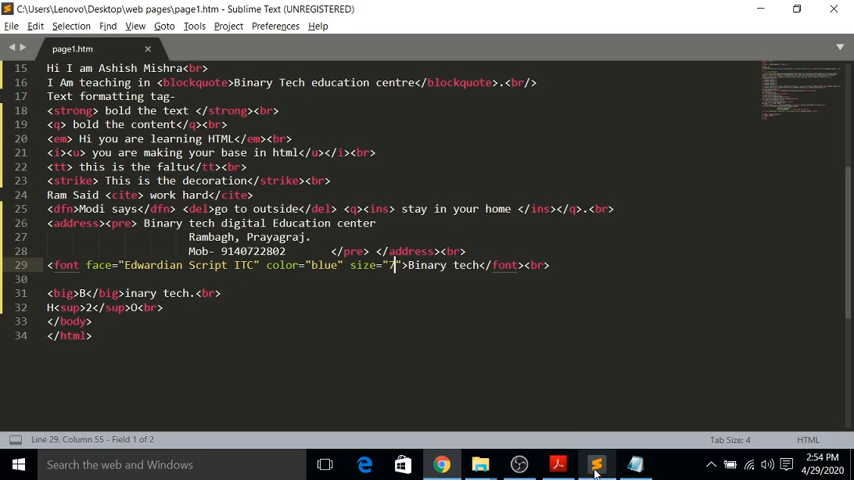 C:\Users\Lenovo\Desktop\web pages\page1.htm - Sublime Text (UNREGISTERED)
File Edit Selection Find View Goto Tools Project Preferences Help
page1.htm
15 Hi I am Ashish Mishra<br>
16 I Am teaching in <blockquote>Binary Tech education centre</blockquote>.<br/>
17 Text formatting tag-
18 <strong> bold the text </strong><br>
19 <q> bold the content</q><br>
20 <em> Hi you are learning HTML</em><br>
21 <i><u> you are making your base in html</u></i><br>
22 <tt> this is the faltu</tt><br>
23 <strike> This is the decoration</strike><br>
24 Ram Said <cite> work hard</cite>
25 <dfn>Modi says</dfn> <del>go to outside</del> <q><ins> stay in your home </ins></q>.<br>
26 <address><pre> Binary tech digital Education center
27 Rambagh, Prayagraj.
28 Mob- 9140722802 </pre> </address><br>
29 <font face="Edwardian Script ITC" color="blue" size="7">Binary tech</font><br>
30
31 <big>B</big>inary tech.<br>
32 H<sup>2</sup>O<br>
33 </body>
34 </html>
Line 29, Column 55 - Field 1 of 2 Tab Size: 4 HTML
Search the web and Windows
2:54 PM
4/29/2020